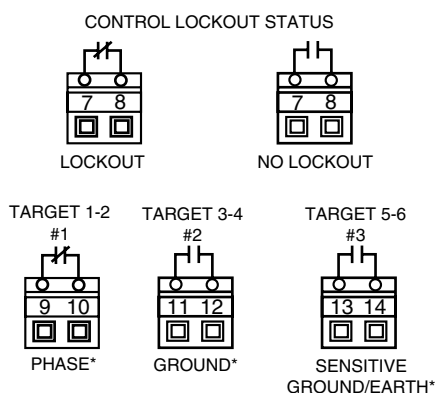 CONTROL LOCKOUT STATUS
7 8
7 8
LOCKOUT
NO LOCKOUT
TARGET 1-2
#1
TARGET 3-4
#2
TARGET 5-6
#3
9 10
11 12
13 14
PHASE*
GROUND*
SENSITIVE
GROUND/EARTH*